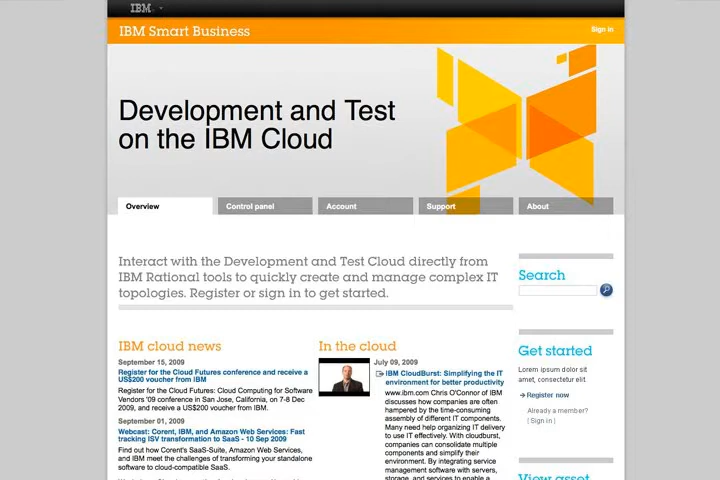 IBM
IBM Smart Business
Sign in
Development and Test
on the IBM Cloud
Overview
Control panel
Account
Support
About
Interact with the Development and Test Cloud directly from
IBM Rational tools to quickly create and manage complex IT
topologies. Register or sign in to get started.
IBM cloud news
September 15, 2009
Register for the Cloud Futures conference and receive a
US$200 voucher from IBM
Register for the Cloud Futures: Cloud Computing for Software
Vendors '09 conference in San Jose, California, on 7-8 Dec
2009, and receive a US$200 voucher from IBM.
September 01, 2009
Webcast: Corent, IBM, and Amazon Web Services: Fast
tracking ISV transformation to SaaS - 10 Sep 2009
Find out how Corent's SaaS-Suite, Amazon Web Services,
and IBM meet the challenges of transforming your standalone
software to cloud-compatible SaaS.
In the cloud
July 09, 2009
IBM CloudBurst: Simplifying the IT
environment for better productivity
www.ibm.com Chris O'Connor of IBM
discusses how companies are often
hampered by the time-consuming
assembly of different IT components.
Many need help organizing IT delivery
to use IT effectively. With cloudburst,
companies can consolidate multiple
components and simplify their
environment. By integrating service
management software with servers,
storage, and services to enable a
Search
Get started
Lorem ipsum dolor sit
amet, consectetur elit
Register now
Already a member?
[ Sign in ]
View asset